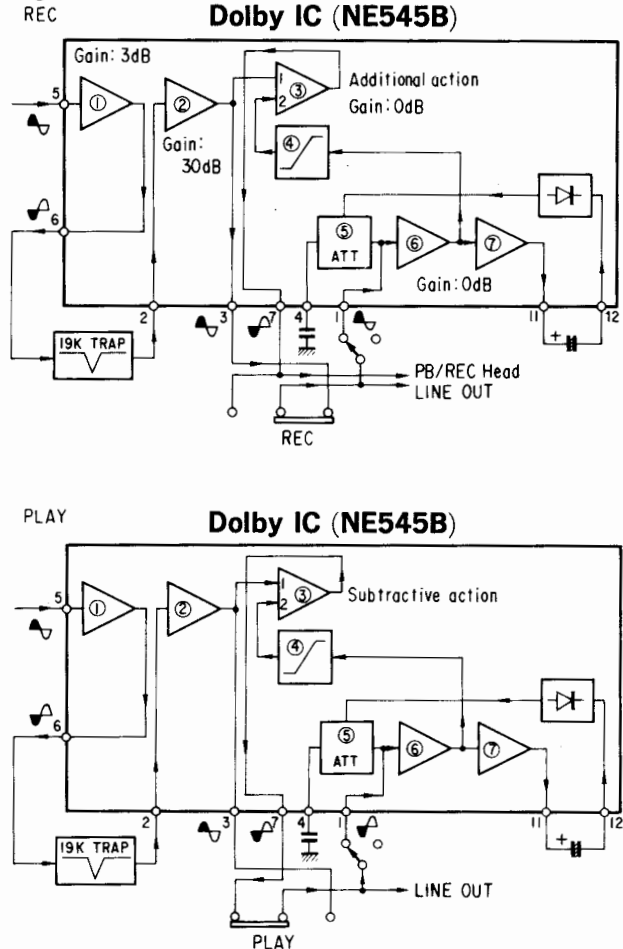 REC
Dolby IC (NE545B)
Gain: 3dB
5
①
②
1
2
③
Additional action
Gain: 0dB
Gain:
30dB
④
6
⑤
ATT
⑥
⑦
Gain: 0dB
2
3
7
4
1
11
12
19K TRAP
+
PB/REC Head
LINE OUT
REC
PLAY
Dolby IC (NE545B)
5
①
②
1
2
③
Subtractive action
④
6
⑤
ATT
⑥
⑦
2
3
7
4
1
11
12
19K TRAP
+
LINE OUT
PLAY